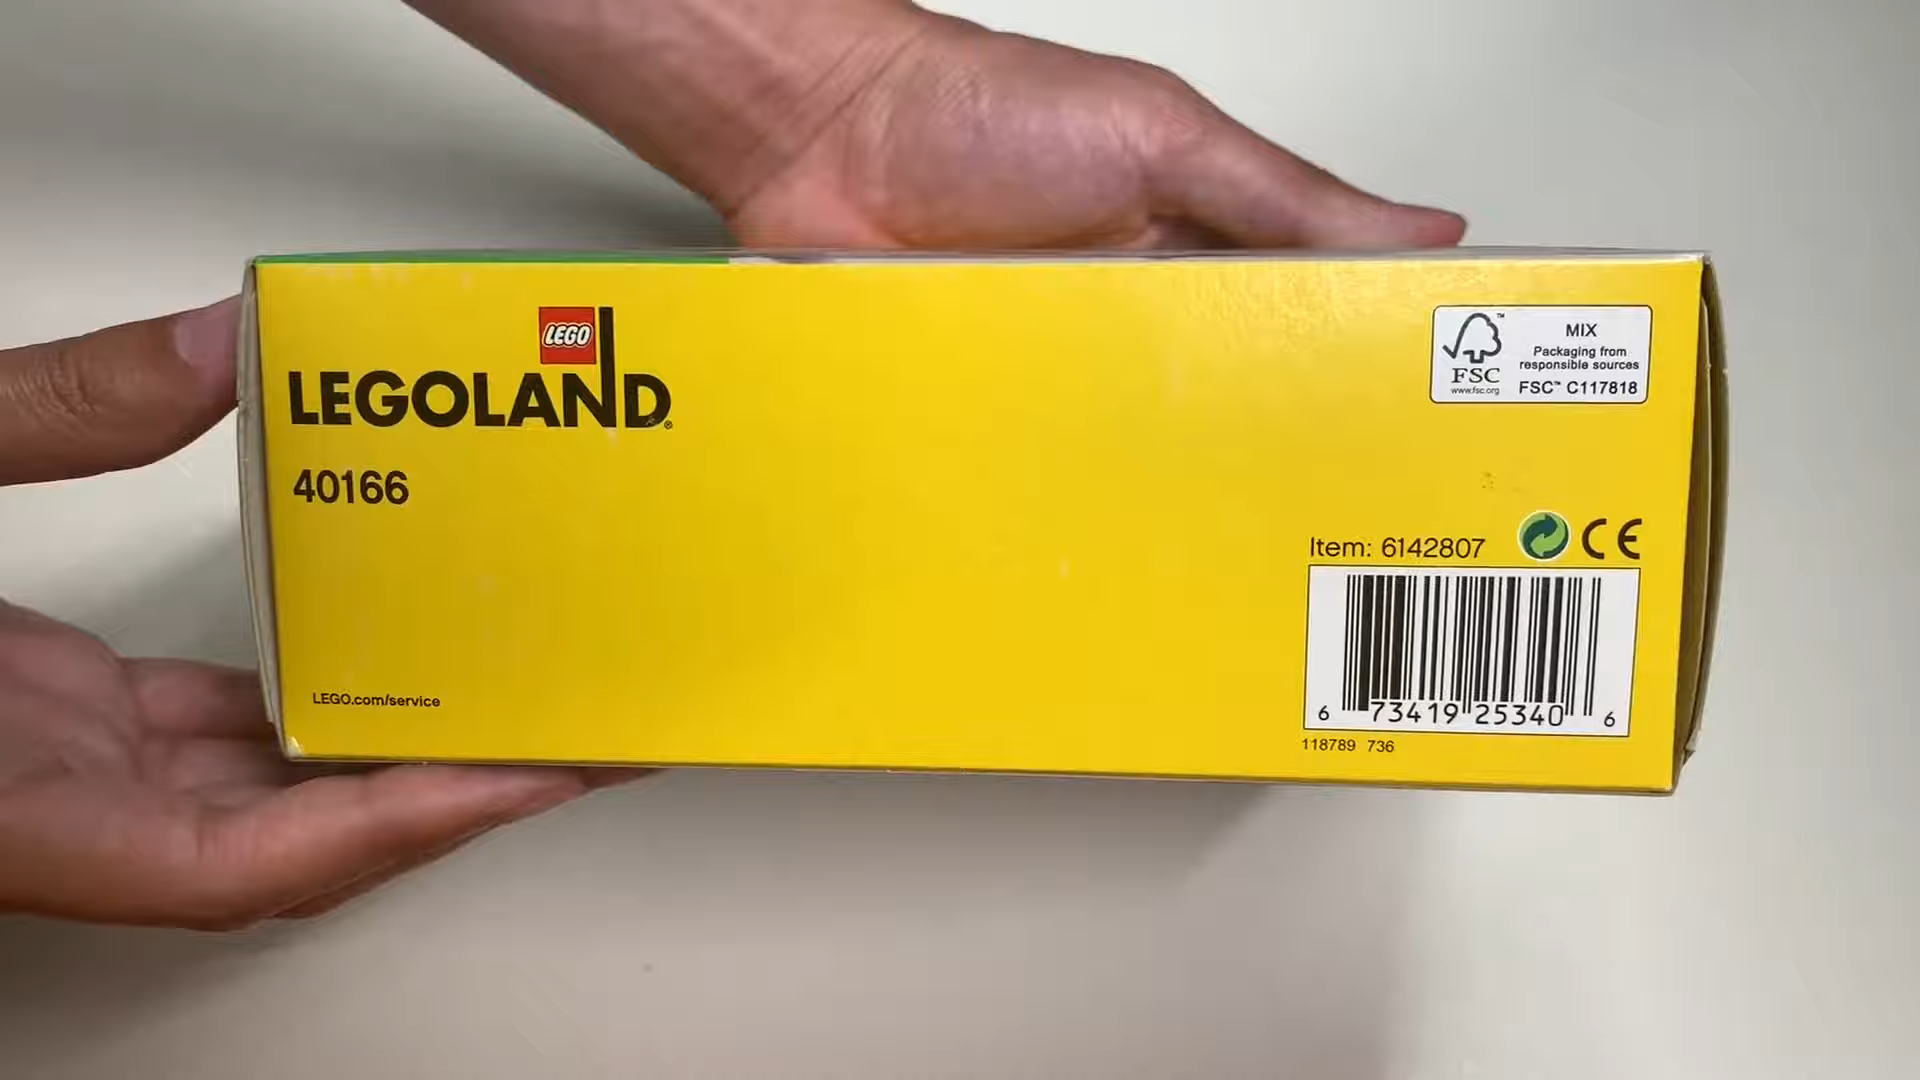 LEGO
LEGOLAND®
40166
LEGO.com/service
MIX
Packaging from
responsible sources
FSC™ C117818
FSC
www.fsc.org
Item: 6142807
CE
6 73419 25340 6
118789 736